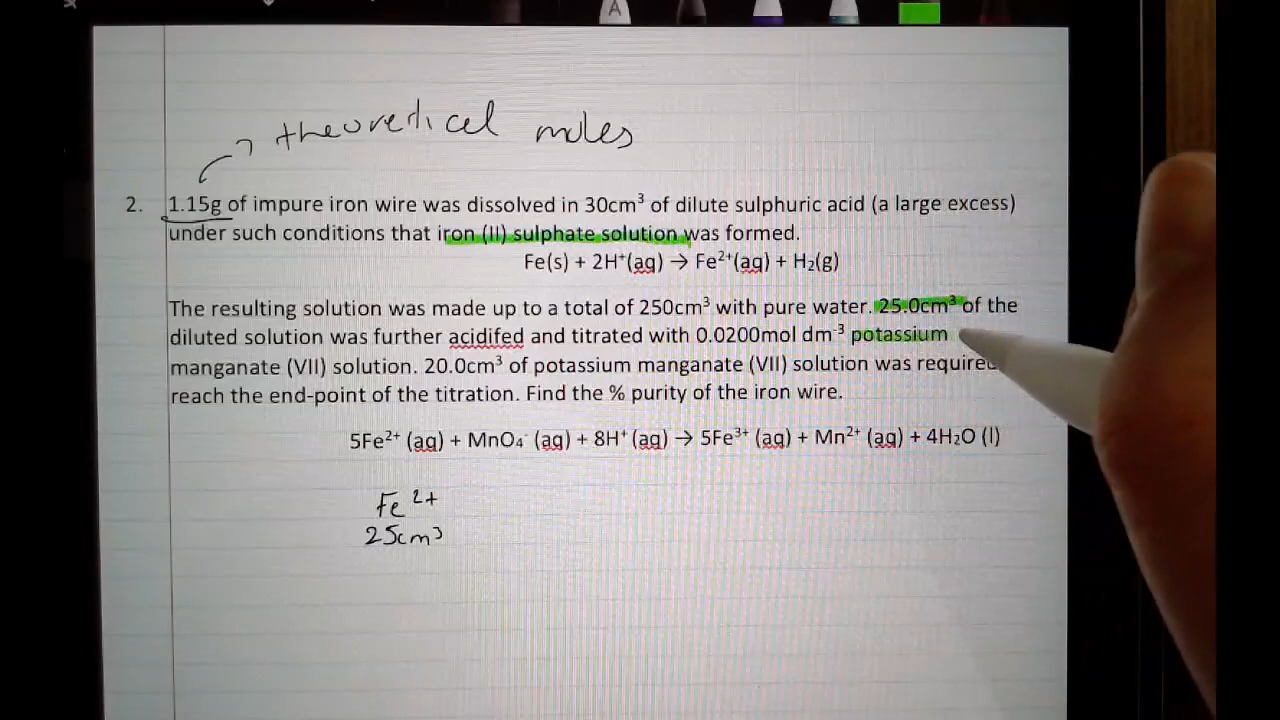 A
theoretical moles
2. 1.15g of impure iron wire was dissolved in 30cm³ of dilute sulphuric acid (a large excess)
under such conditions that iron (II) sulphate solution was formed.
Fe(s) + 2H⁺(aq) → Fe²⁺(aq) + H₂(g)
The resulting solution was made up to a total of 250cm³ with pure water. 25.0cm³ of the
diluted solution was further acidifed and titrated with 0.0200mol dm⁻³ potassium
manganate (VII) solution. 20.0cm³ of potassium manganate (VII) solution was
reach the end-point of the titration. Find the % purity of the iron wire.
5Fe²⁺ (aq) + MnO₄⁻ (aq) + 8H⁺ (aq) → 5Fe³⁺ (aq) + Mn²⁺ (aq) + 4H₂O (l)
Fe²⁺
25cm³